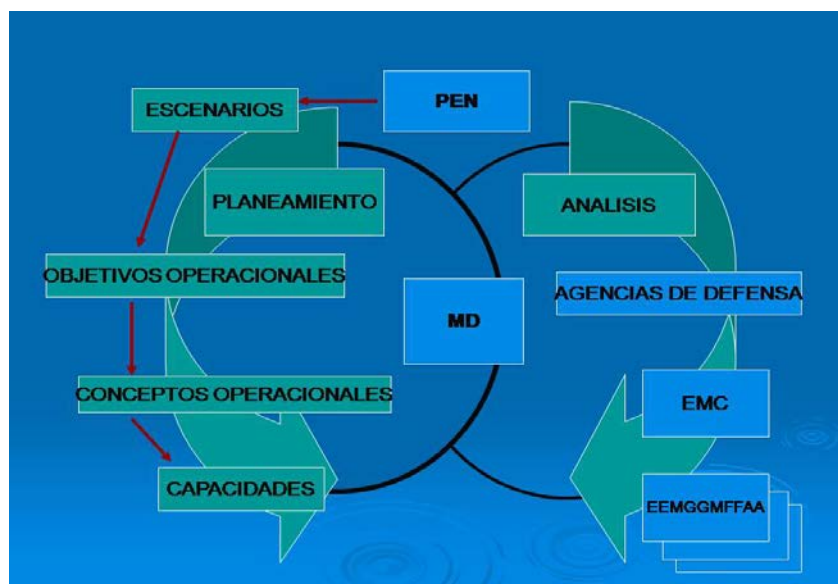 PEN
ESCENARIOS
PLANEAMIENTO
ANALISIS
OBJETIVOS OPERACIONALES
AGENCIAS DE DEFENSA
MD
CONCEPTOS OPERACIONALES
EMC
CAPACIDADES
EEMGGMFFAA